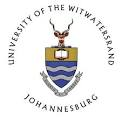 UNIVERSITY OF THE WITWATERSRAND
JOHANNESBURG